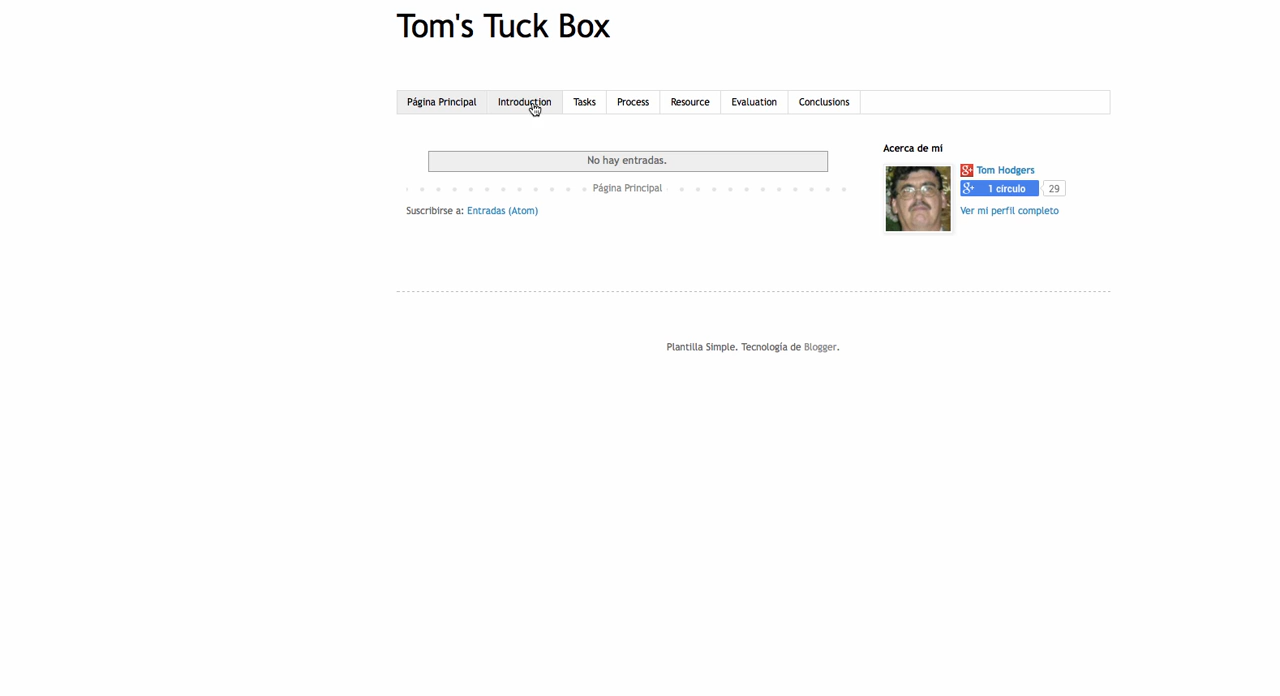 Tom's Tuck Box
Página Principal Introduction Tasks Process Resource Evaluation Conclusions
No hay entradas.
Página Principal
Suscribirse a: Entradas (Atom)
Acerca de mí
Tom Hodgers
1 círculo 29
Ver mi perfil completo
Plantilla Simple. Tecnología de Blogger.